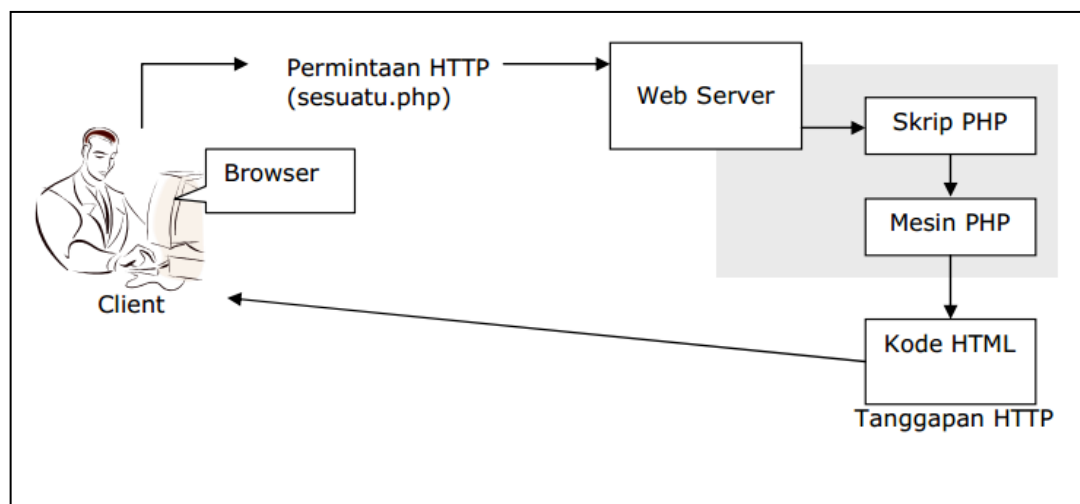 Permintaan HTTP
(sesuatu.php)
Web Server
Skrip PHP
Browser
Mesin PHP
Client
Kode HTML
Tanggapan HTTP